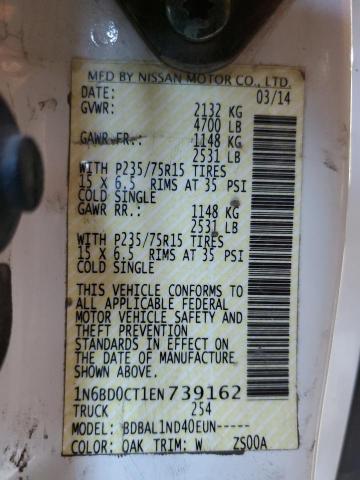 MFD BY NISSAN MOTOR CO., LTD.
DATE: 03/14
GVWR: 2132 KG
4700 LB
GAWR FR.: 1148 KG
2531 LB
WITH P235/75R15 TIRES
15 X 6.5 RIMS AT 35 PSI
COLD SINGLE
GAWR RR.: 1148 KG
2531 LB
WITH P235/75R15 TIRES
15 X 6.5 RIMS AT 35 PSI
COLD SINGLE
THIS VEHICLE CONFORMS TO
ALL APPLICABLE FEDERAL
MOTOR VEHICLE SAFETY AND
THEFT PREVENTION
STANDARDS IN EFFECT ON
DATE OF MANUFACTURE
SHOWN ABOVE.
1N6BD0CT1EN739162
TRUCK 254
MODEL: BDBAL1ND40EUN-----
COLOR: QAK TRIM: W ZS00A